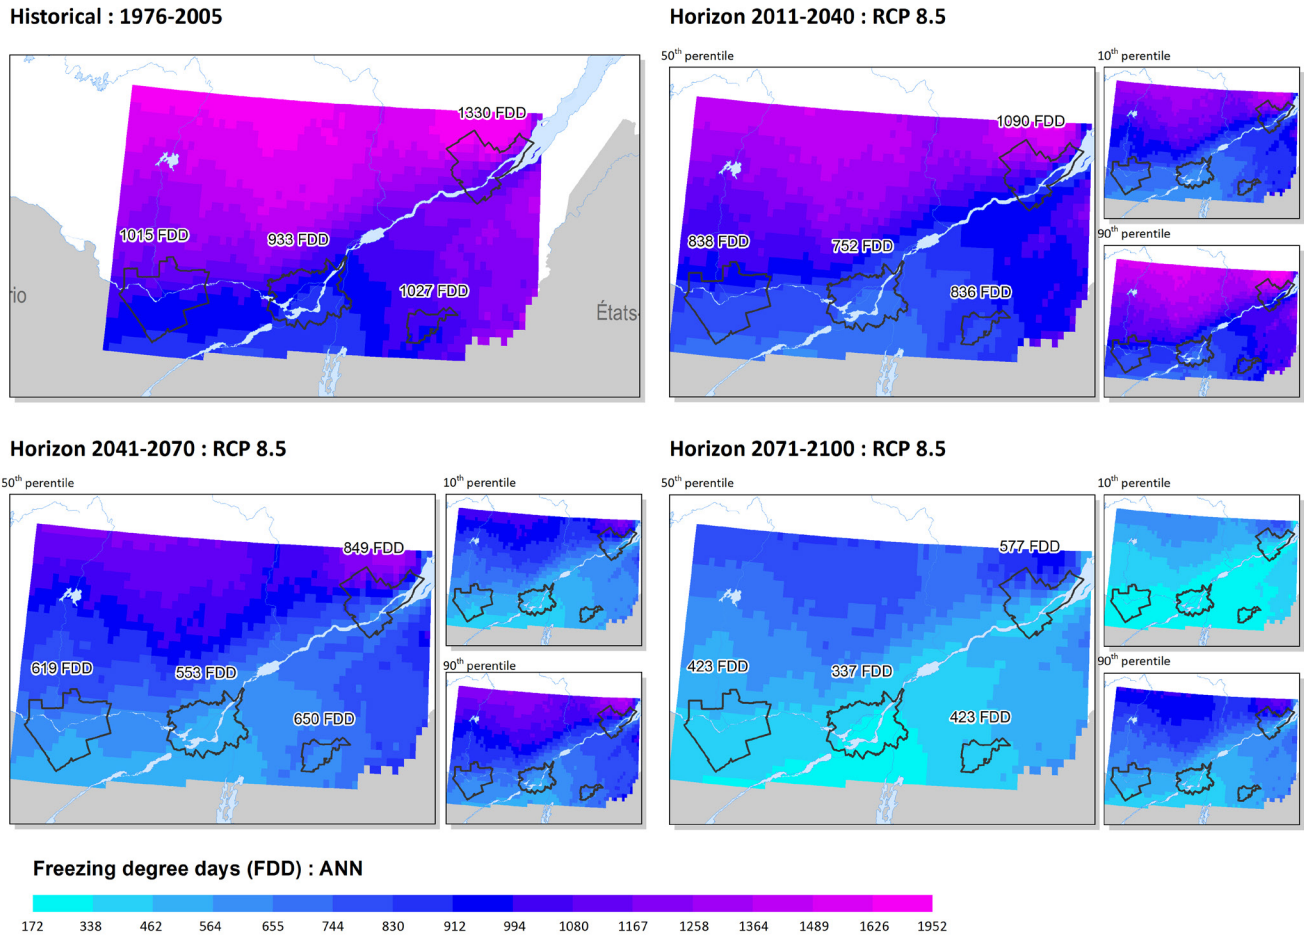 Historical : 1976-2005
1330 FDD
1015 FDD
933 FDD
1027 FDD
rio
États-
Horizon 2011-2040 : RCP 8.5
50th perentile
1090 FDD
838 FDD
752 FDD
836 FDD
10th perentile
90th perentile
Horizon 2041-2070 : RCP 8.5
50th perentile
849 FDD
619 FDD
553 FDD
650 FDD
10th perentile
90th perentile
Horizon 2071-2100 : RCP 8.5
50th perentile
577 FDD
423 FDD
337 FDD
423 FDD
10th perentile
90th perentile
Freezing degree days (FDD) : ANN
172 338 462 564 655 744 830 912 994 1080 1167 1258 1364 1489 1626 1952